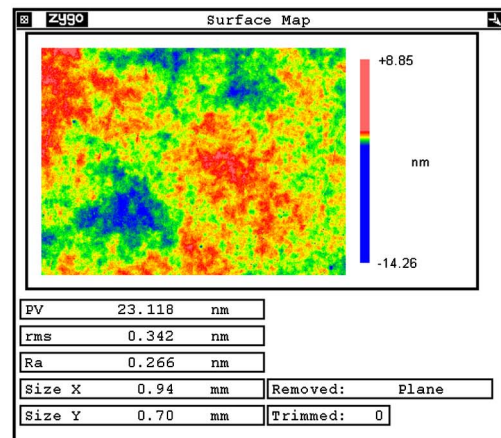 zygo Surface Map
+8.85
nm
-14.26
PV 23.118 nm
rms 0.342 nm
Ra 0.266 nm
Size X 0.94 mm Removed: Plane
Size Y 0.70 mm Trimmed: 0